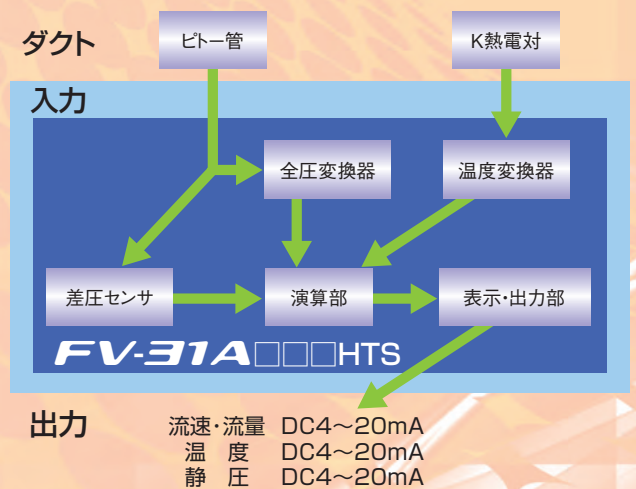 ダクト
ピトー管
K熱電対
入力
全圧変換器
温度変換器
差圧センサ
演算部
表示・出力部
FV-31A□□□HTS
出力
流速・流量 DC4～20mA
温 度 DC4～20mA
静 圧 DC4～20mA